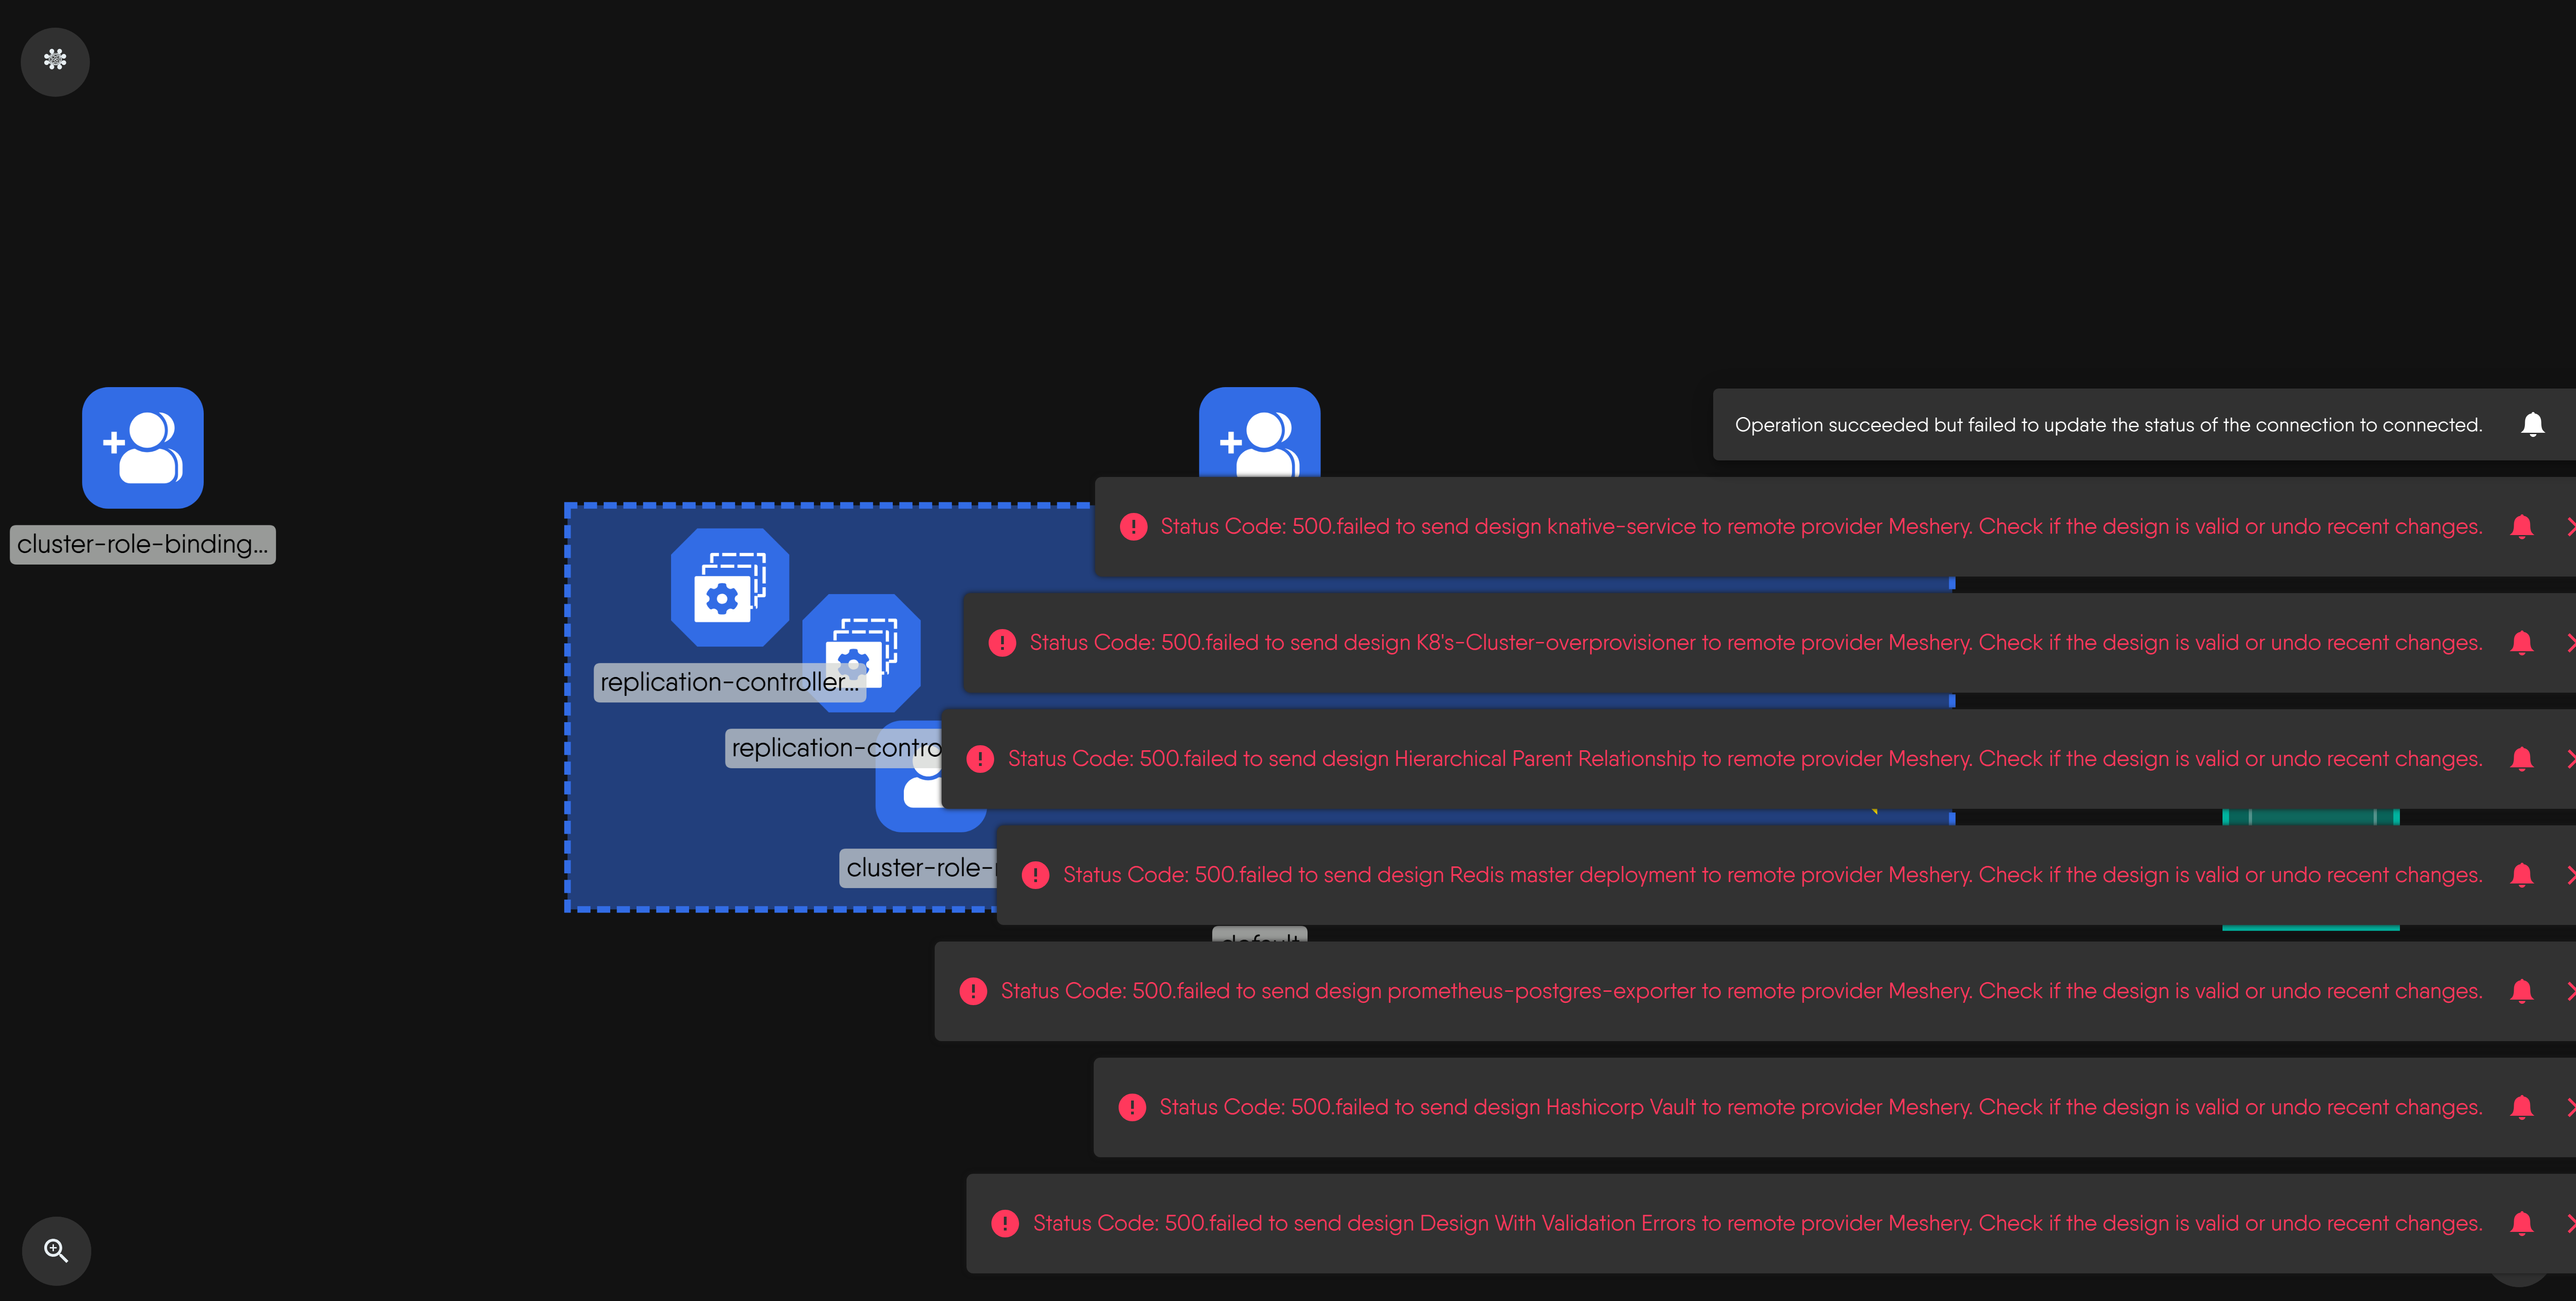 cluster-role-binding...
Operation succeeded but failed to update the status of the connection to connected.
Status Code: 500.failed to send design knative-service to remote provider Meshery. Check if the design is valid or undo recent changes.
Status Code: 500.failed to send design K8's-Cluster-overprovisioner to remote provider Meshery. Check if the design is valid or undo recent changes.
replication-controller...
replication-contro
Status Code: 500.failed to send design Hierarchical Parent Relationship to remote provider Meshery. Check if the design is valid or undo recent changes.
cluster-role-
Status Code: 500.failed to send design Redis master deployment to remote provider Meshery. Check if the design is valid or undo recent changes.
default
Status Code: 500.failed to send design prometheus-postgres-exporter to remote provider Meshery. Check if the design is valid or undo recent changes.
Status Code: 500.failed to send design Hashicorp Vault to remote provider Meshery. Check if the design is valid or undo recent changes.
Status Code: 500.failed to send design Design With Validation Errors to remote provider Meshery. Check if the design is valid or undo recent changes.